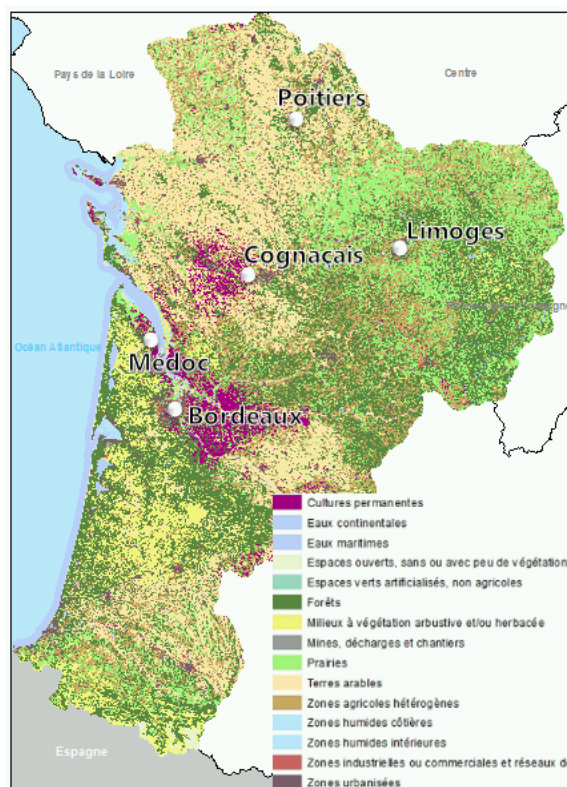 Pays de la Loire
Centre
Poitiers
Limoges
Cognaçais
Océan Atlantique
Médoc
Bordeaux
Cultures permanentes
Eaux continentales
Eaux maritimes
Espaces ouverts, sans ou avec peu de végétation
Espaces verts artificialisés, non agricoles
Forêts
Milieux à végétation arbustive et/ou herbacée
Mines, décharges et chantiers
Prairies
Terres arables
Zones agricoles hétérogènes
Zones humides côtières
Zones humides intérieures
Zones industrielles ou commerciales et réseaux de
Zones urbanisées
Espagne